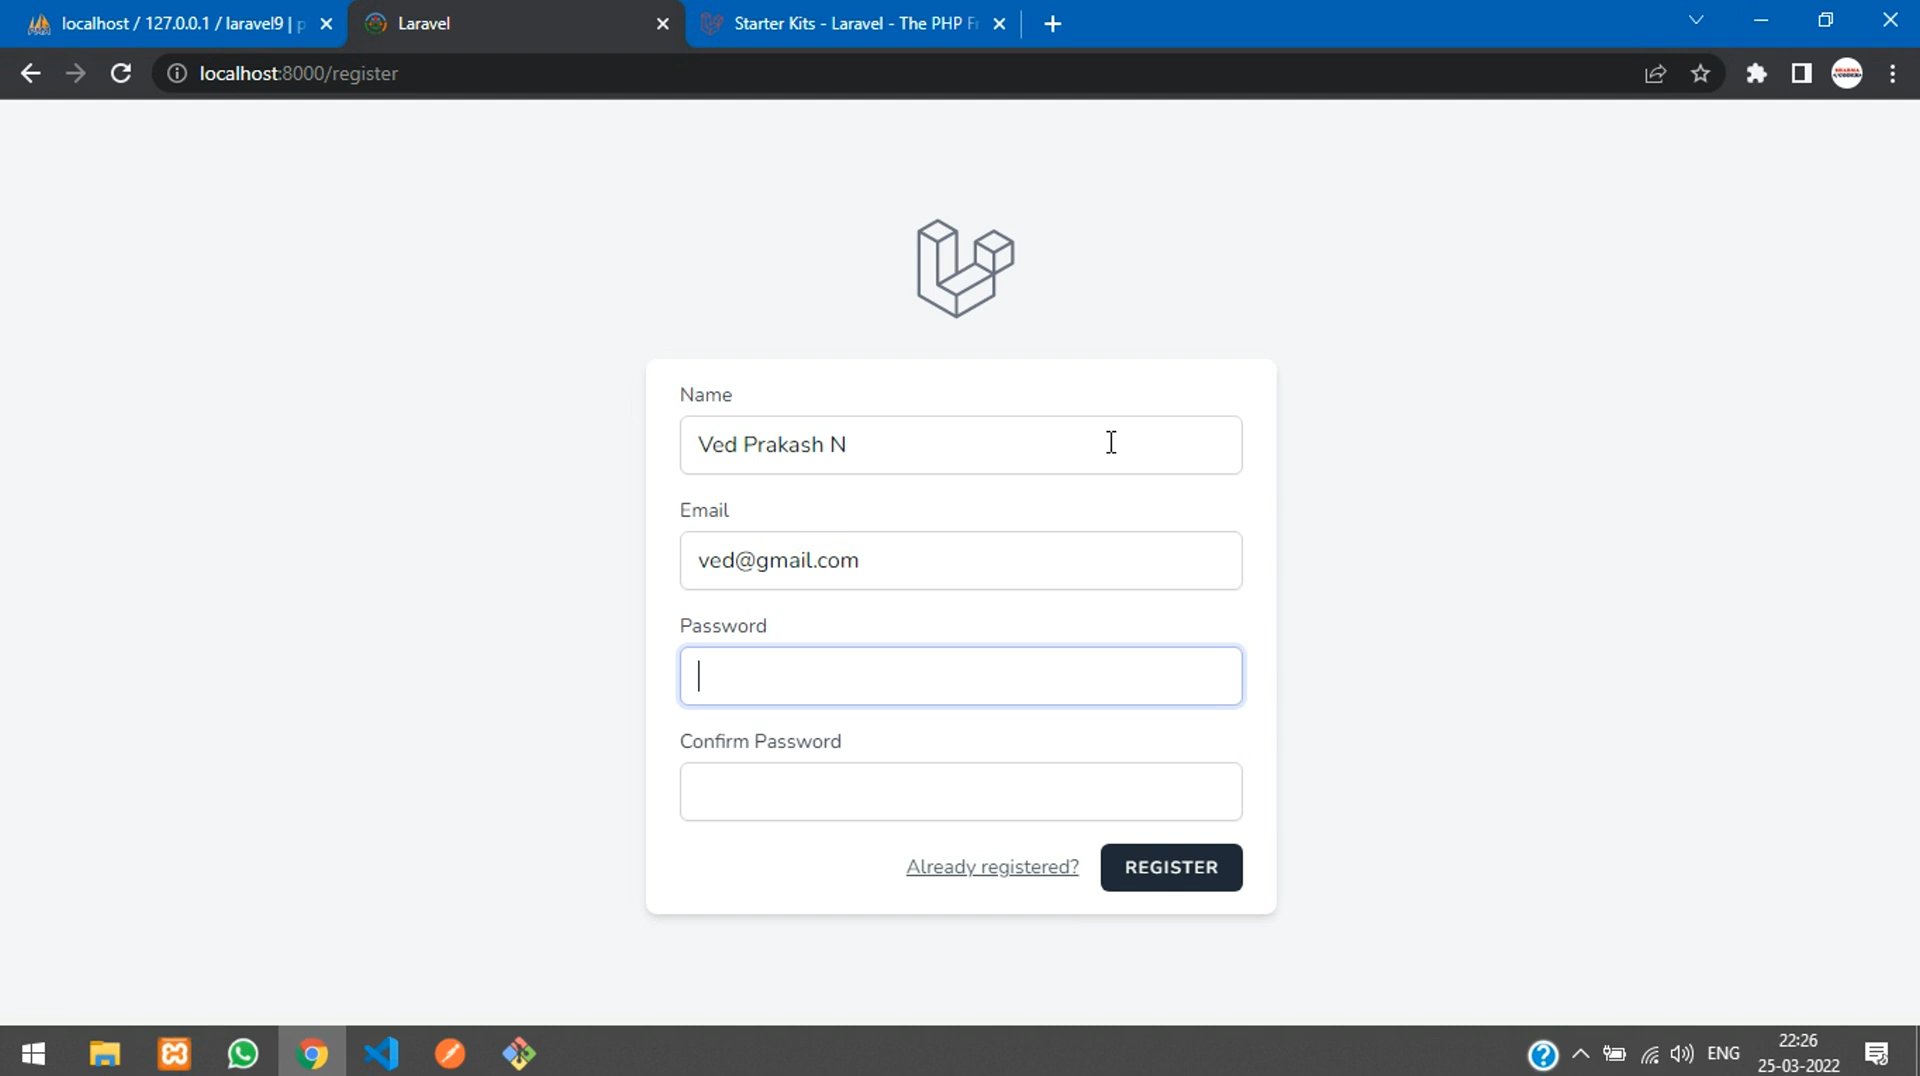 localhost / 127.0.0.1 / laravel9 | p
Laravel
Starter Kits - Laravel - The PHP Fr
localhost:8000/register
Name
Ved Prakash N
Email
ved@gmail.com
Password
Confirm Password
Already registered?
REGISTER
ENG
22:26
25-03-2022